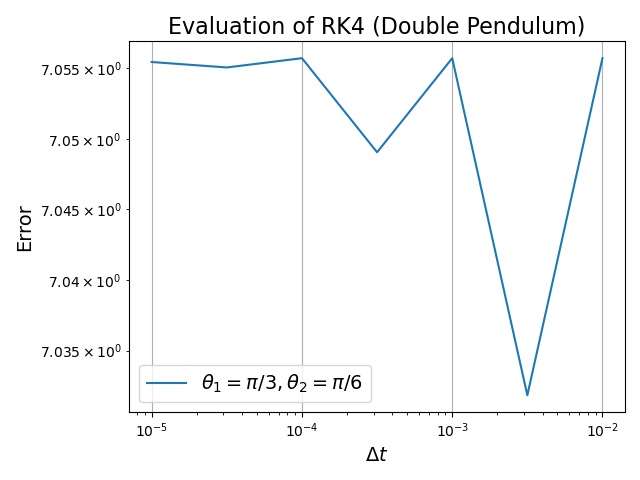 Evaluation of RK4 (Double Pendulum)
7.055 × 10⁰
7.05 × 10⁰
7.045 × 10⁰
7.04 × 10⁰
7.035 × 10⁰
Error
θ₁ = π/3, θ₂ = π/6
10⁻⁵
10⁻⁴
10⁻³
10⁻²
Δt